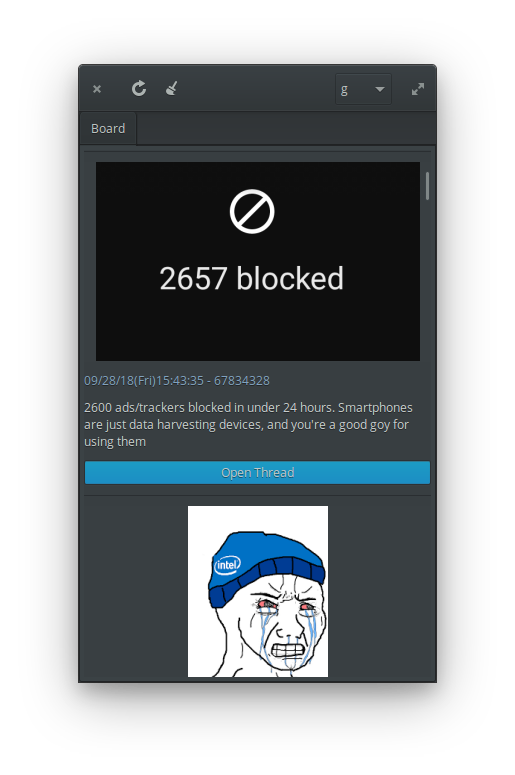 g
Board
2657 blocked
09/28/18(Fri)15:43:35 - 67834328
2600 ads/trackers blocked in under 24 hours. Smartphones
are just data harvesting devices, and you're a good goy for
using them
Open Thread
intel